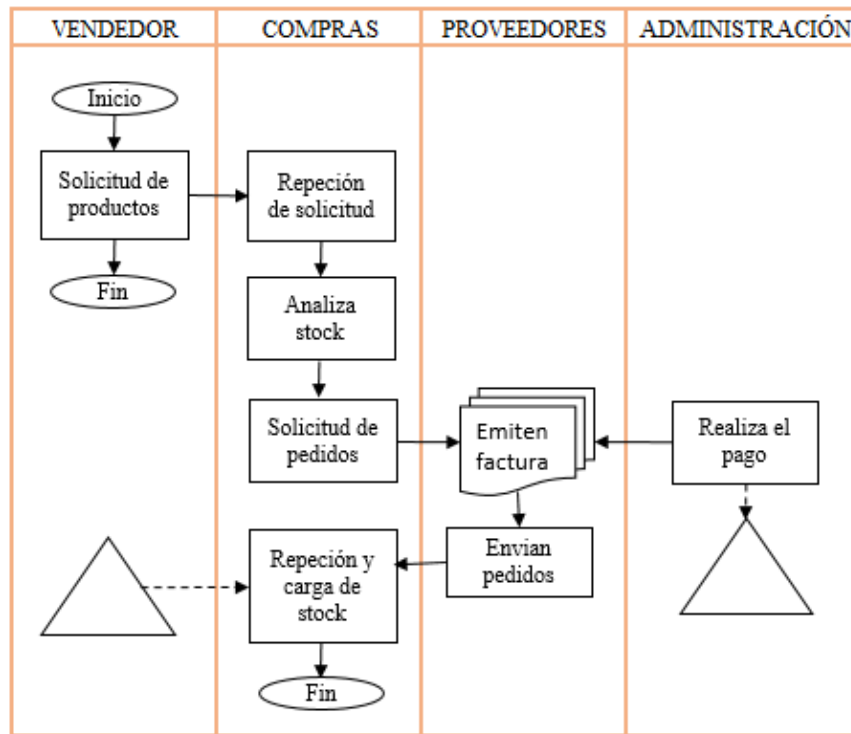 VENDEDOR
COMPRAS
PROVEEDORES
ADMINISTRACIÓN
Inicio
Solicitud de
productos
Repeción
de solicitud
Fin
Analiza
stock
Solicitud de
pedidos
Emiten
factura
Realiza el
pago
Repeción y
carga de
stock
Envian
pedidos
Fin